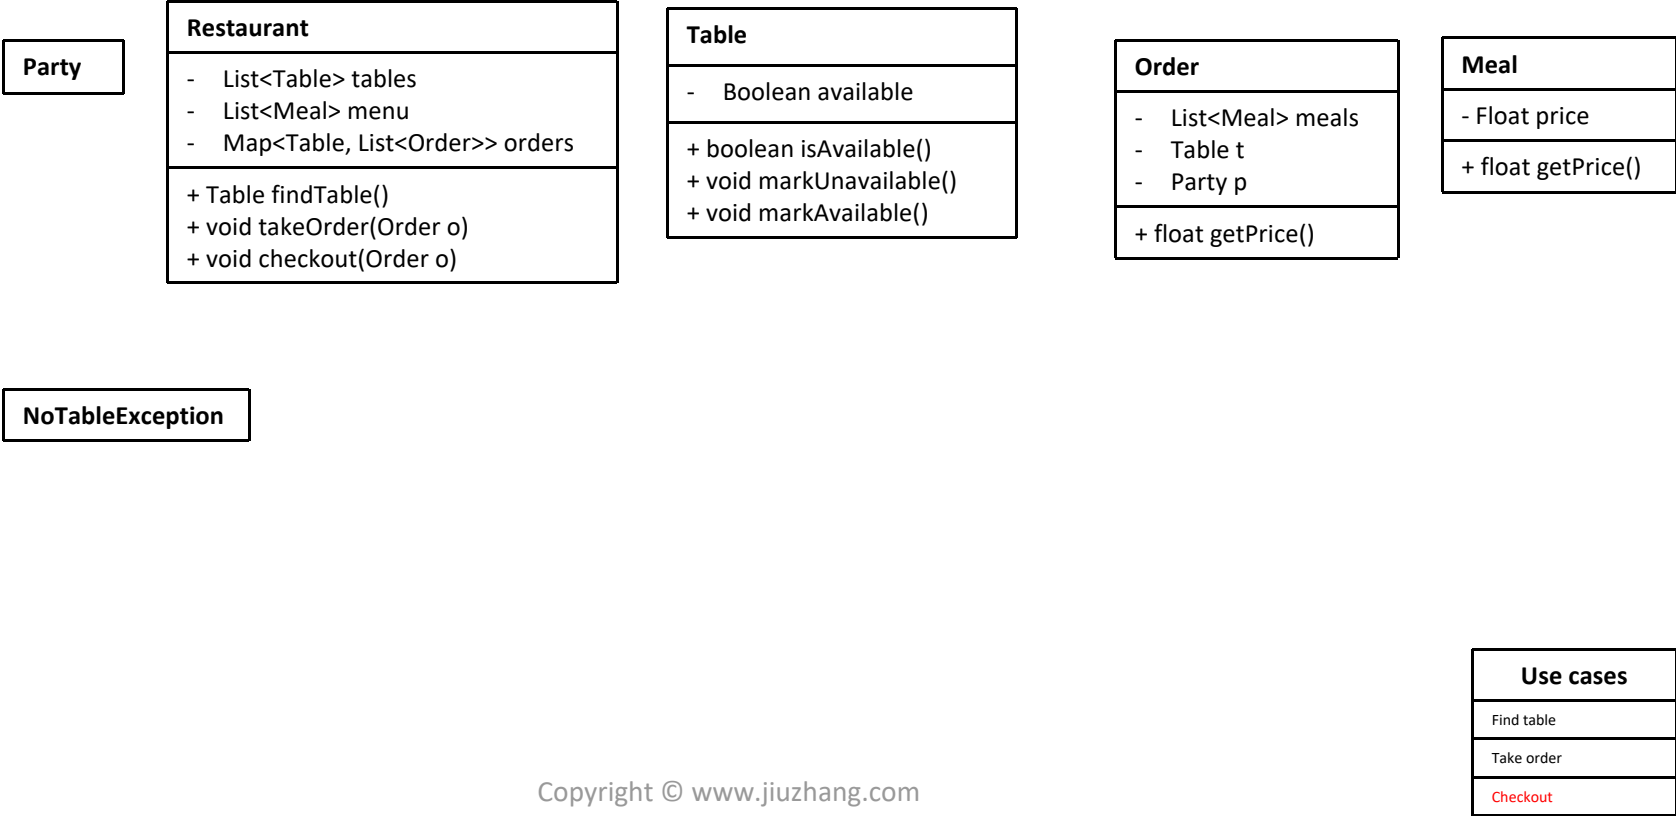 Party
Restaurant
- List<Table> tables
- List<Meal> menu
- Map<Table, List<Order>> orders
+ Table findTable()
+ void takeOrder(Order o)
+ void checkout(Order o)
Table
- Boolean available
+ boolean isAvailable()
+ void markUnavailable()
+ void markAvailable()
Order
- List<Meal> meals
- Table t
- Party p
+ float getPrice()
Meal
- Float price
+ float getPrice()
NoTableException
Use cases
Find table
Take order
Checkout
Copyright © www.jiuzhang.com